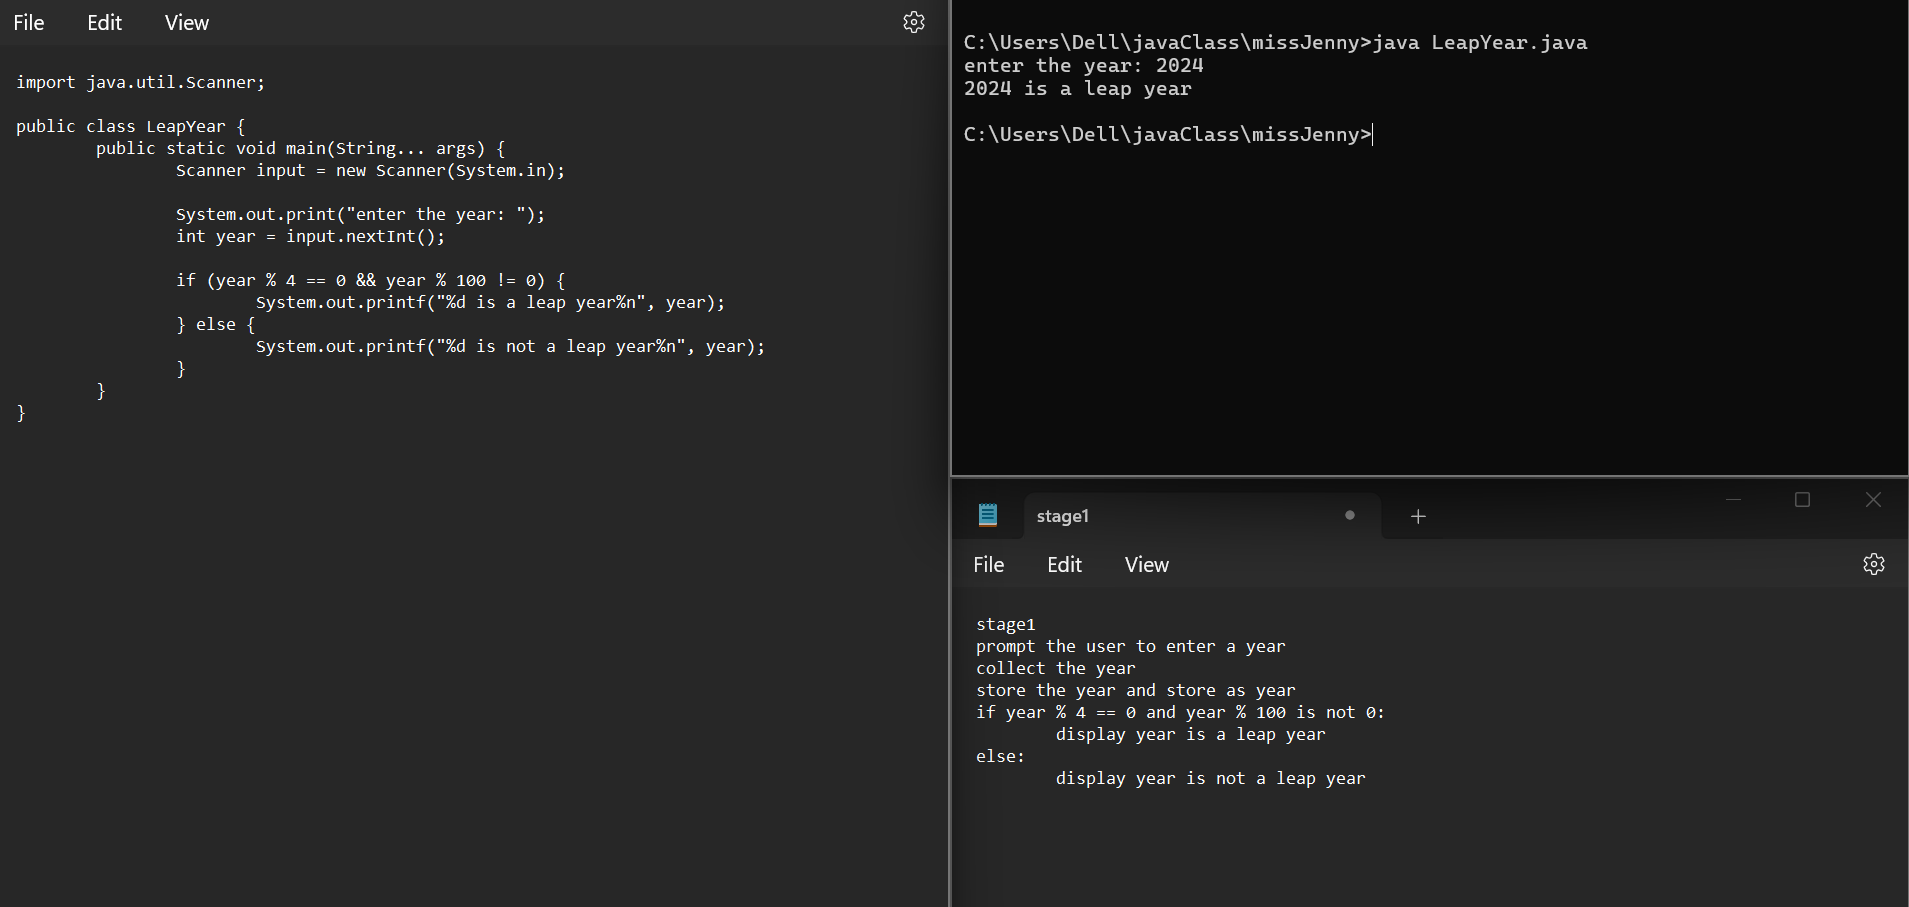 File Edit View
import java.util.Scanner;
public class LeapYear {
public static void main(String... args) {
Scanner input = new Scanner(System.in);
System.out.print("enter the year: ");
int year = input.nextInt();
if (year % 4 == 0 && year % 100 != 0) {
System.out.printf("%d is a leap year%n", year);
} else {
System.out.printf("%d is not a leap year%n", year);
}
}
}
C:\Users\Dell\javaClass\missJenny>java LeapYear.java
enter the year: 2024
2024 is a leap year
C:\Users\Dell\javaClass\missJenny>
stage1
File Edit View
stage1
prompt the user to enter a year
collect the year
store the year and store as year
if year % 4 == 0 and year % 100 is not 0:
display year is a leap year
else:
display year is not a leap year